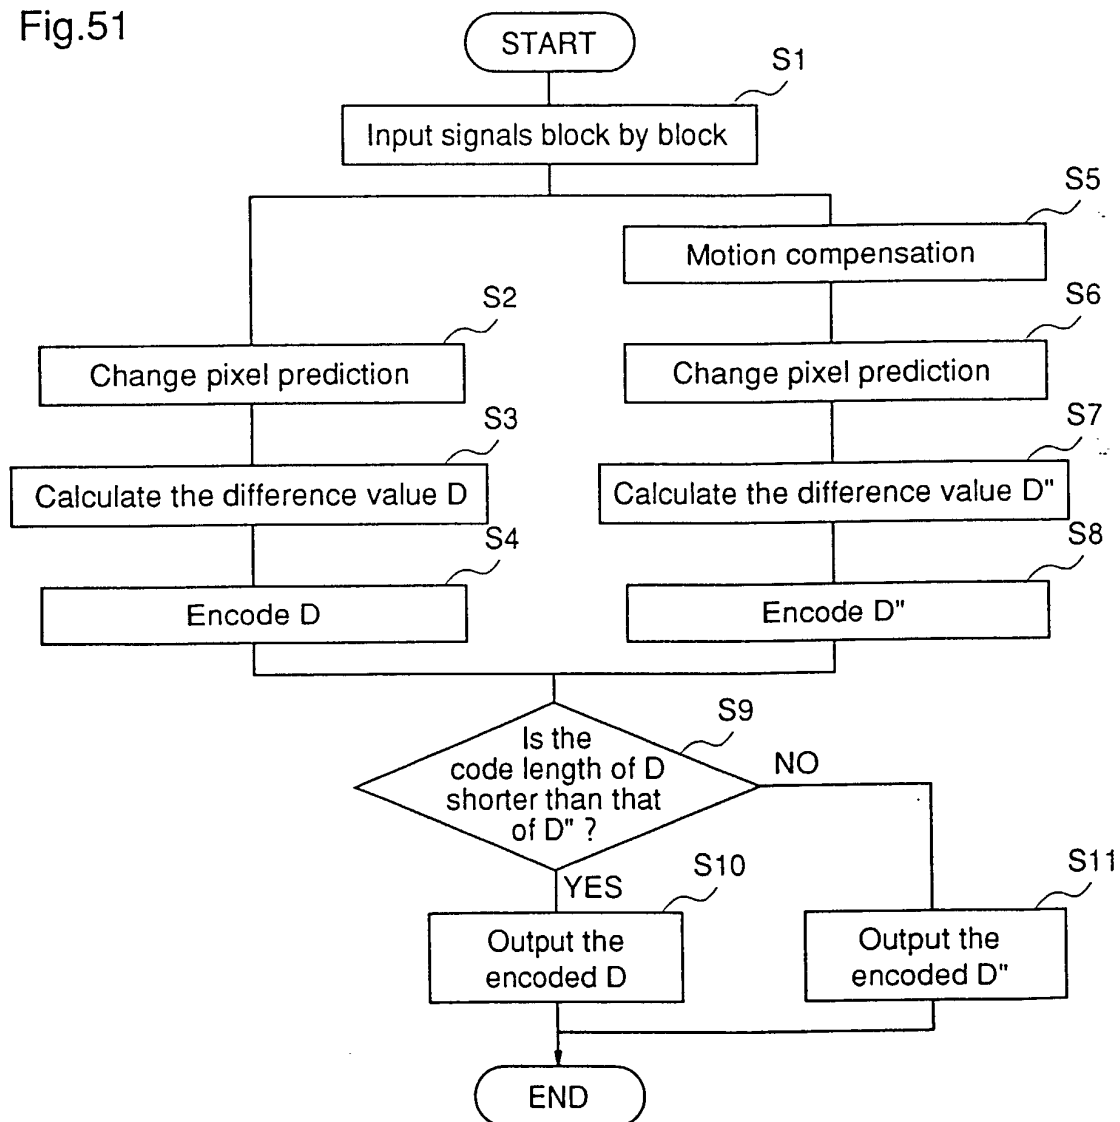 Fig.51
START
S1
Input signals block by block
S5
Motion compensation
S2
Change pixel prediction
S6
Change pixel prediction
S3
Calculate the difference value D
S7
Calculate the difference value D"
S4
Encode D
S8
Encode D"
S9
Is the
code length of D
shorter than that
of D" ?
NO
YES
S10
Output the
encoded D
S11
Output the
encoded D"
END